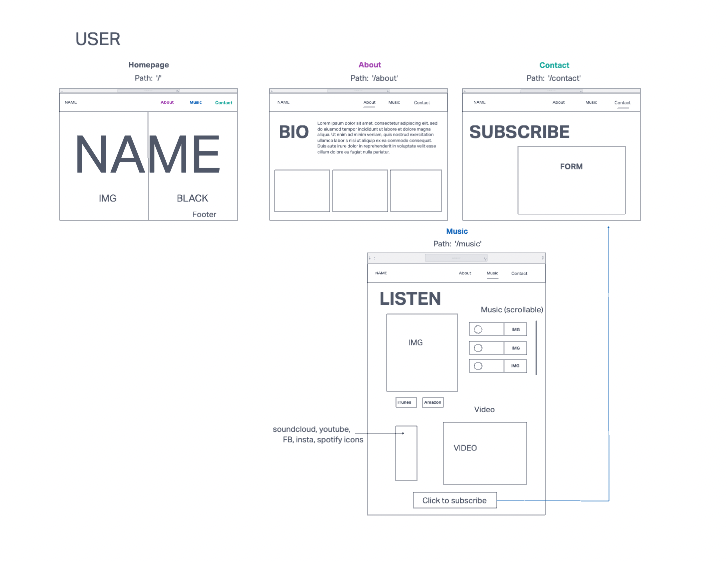 USER
Homepage
Path: '/'
NAME
About
Music
Contact
NAME
IMG
BLACK
Footer
About
Path: '/about'
NAME
About
Music
Contact
BIO
Lorem ipsum dolor sit amet, consectetur adipiscing elit, sed
do eiusmod tempor incididunt ut labore et dolore magna
aliqua. Ut enim ad minim veniam, quis nostrud exercitation
ullamco laboris nisi ut aliquip ex ea commodo consequat.
Duis aute irure dolor in reprehenderit in voluptate velit esse
cillum dolore eu fugiat nulla pariatur.
Contact
Path: '/contact'
NAME
About
Music
Contact
SUBSCRIBE
FORM
Music
Path: '/music'
NAME
About
Music
Contact
LISTEN
Music (scrollable)
IMG
IMG
IMG
IMG
itunes
Amazon
Video
soundcloud, youtube,
FB, insta, spotify icons
VIDEO
Click to subscribe